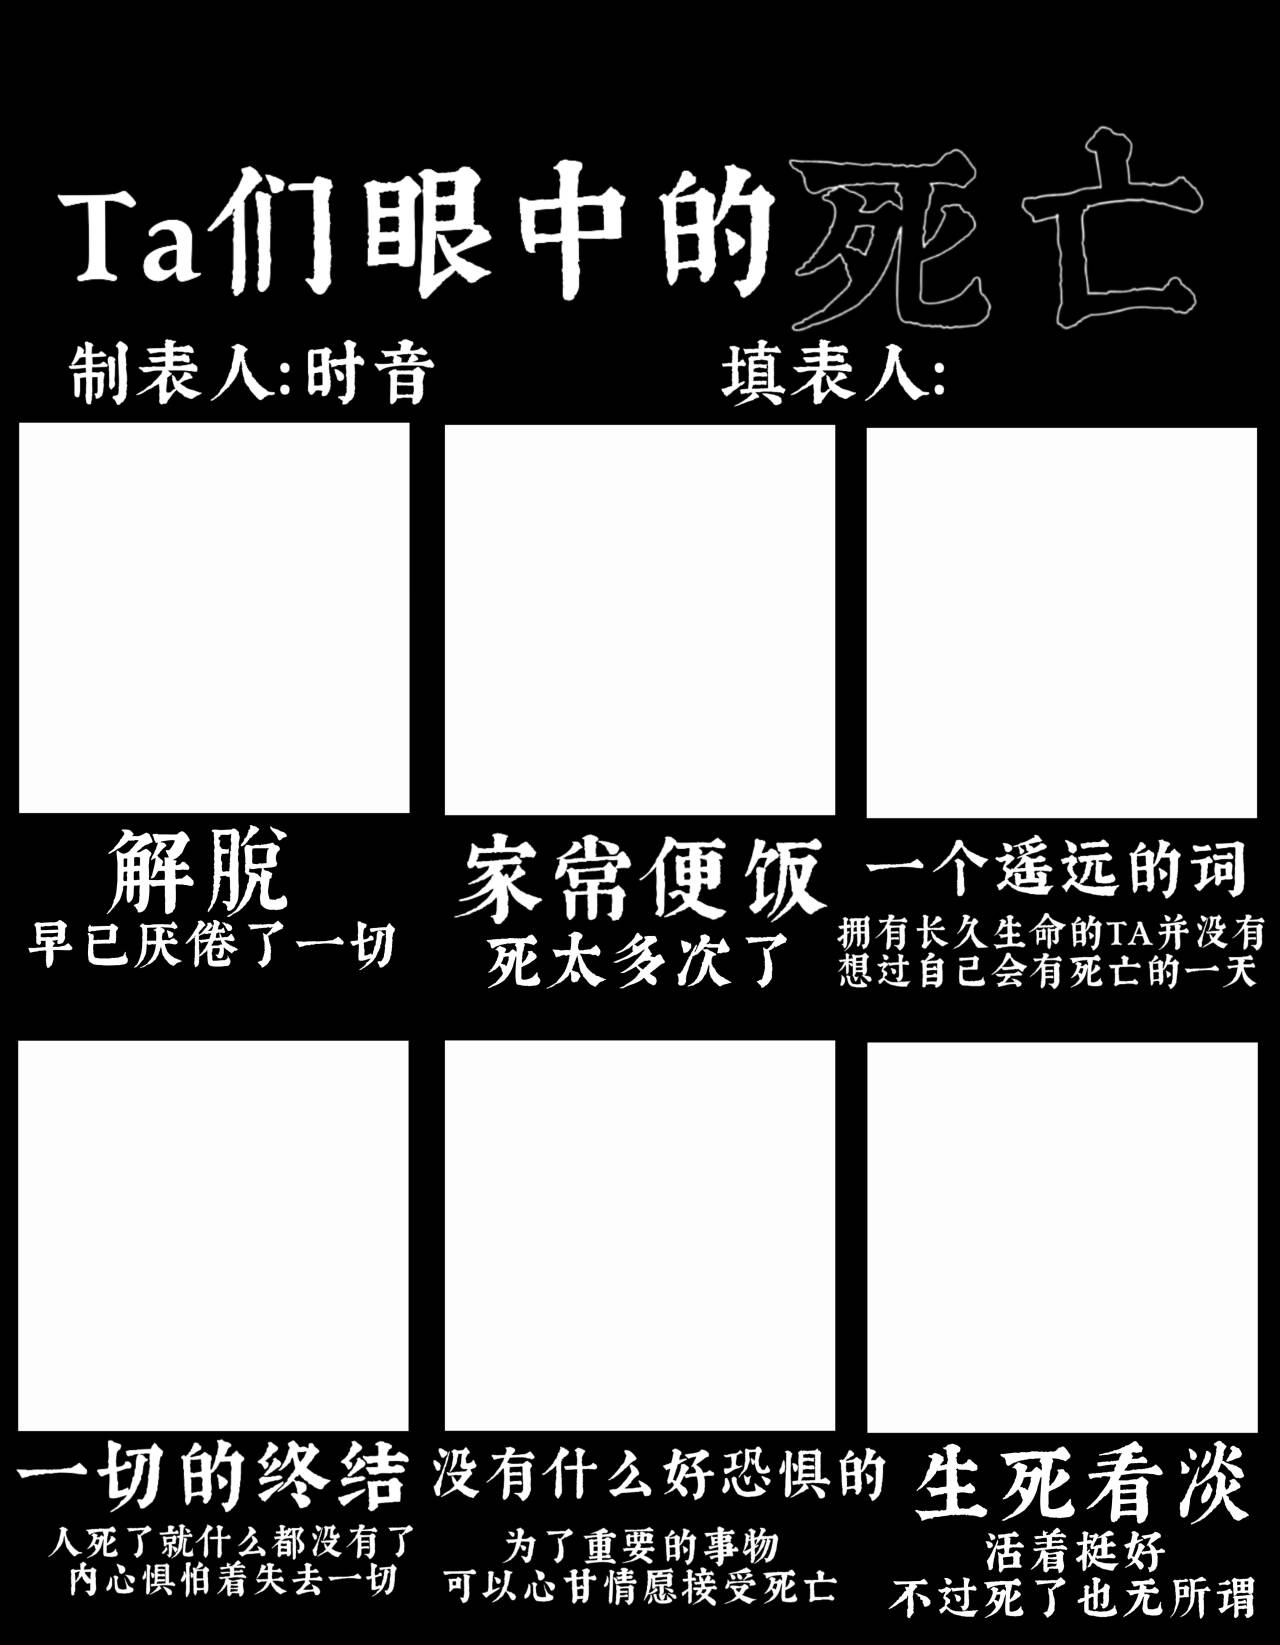 Ta们眼中的死亡
制表人:时音
填表人:
解脱
早已厌倦了一切
家常便饭
死太多次了
一个遥远的词
拥有长久生命的TA并没有
想过自己会有死亡的一天
一切的终结
人死了就什么都没有了
内心惧怕着失去一切
没有什么好恐惧的
为了重要的事物
可以心甘情愿接受死亡
生死看淡
活着挺好
不过死了也无所谓